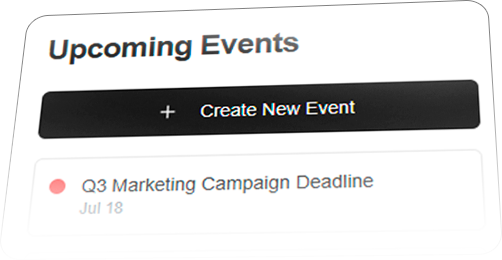 Upcoming Events
+ Create New Event
Q3 Marketing Campaign Deadline
Jul 18